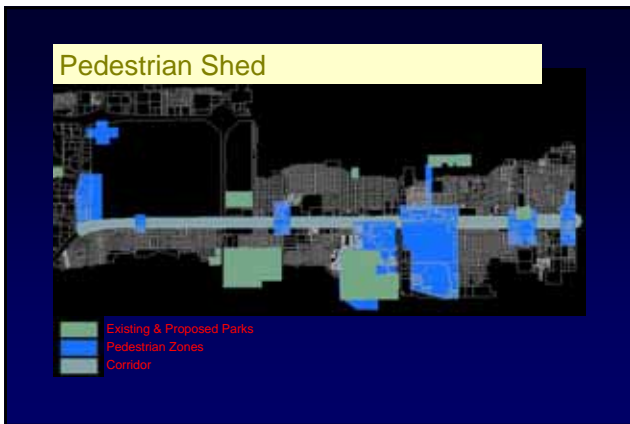 Pedestrian Shed
Existing & Proposed Parks
Pedestrian Zones
Corridor